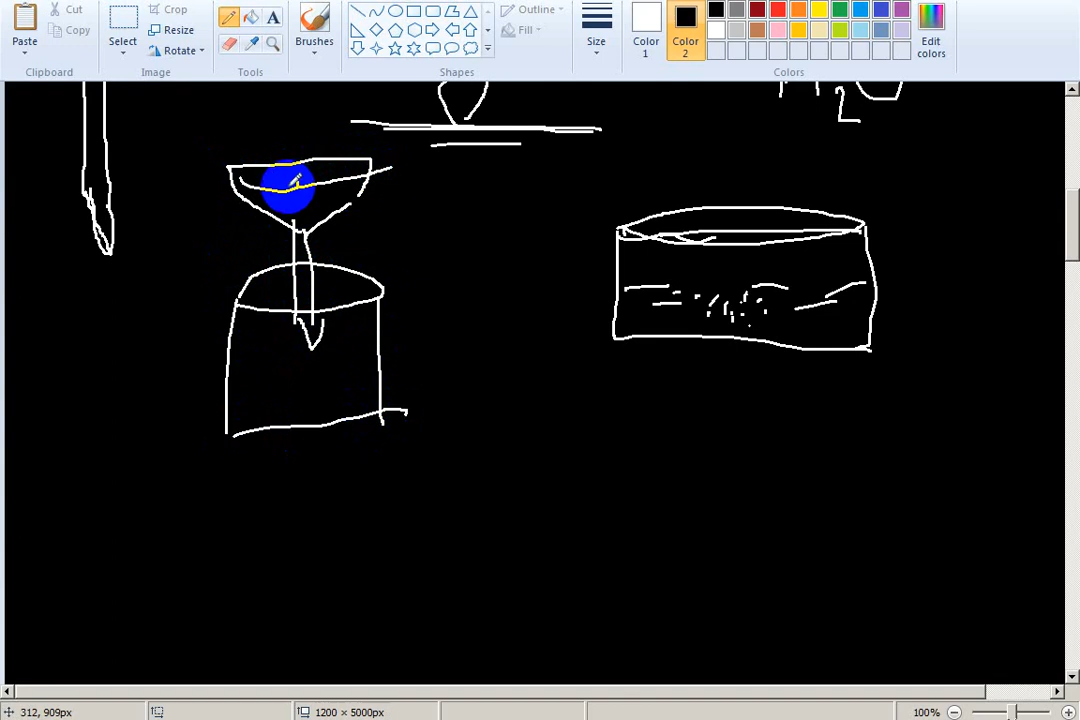 Paste
Cut
Copy
Clipboard
Select
Crop
Resize
Rotate
Image
A
Tools
Brushes
Shapes
Outline
Fill
Size
Color
1
Color
2
Edit
colors
Colors
H2O
312, 909px
1200 × 5000px
100%